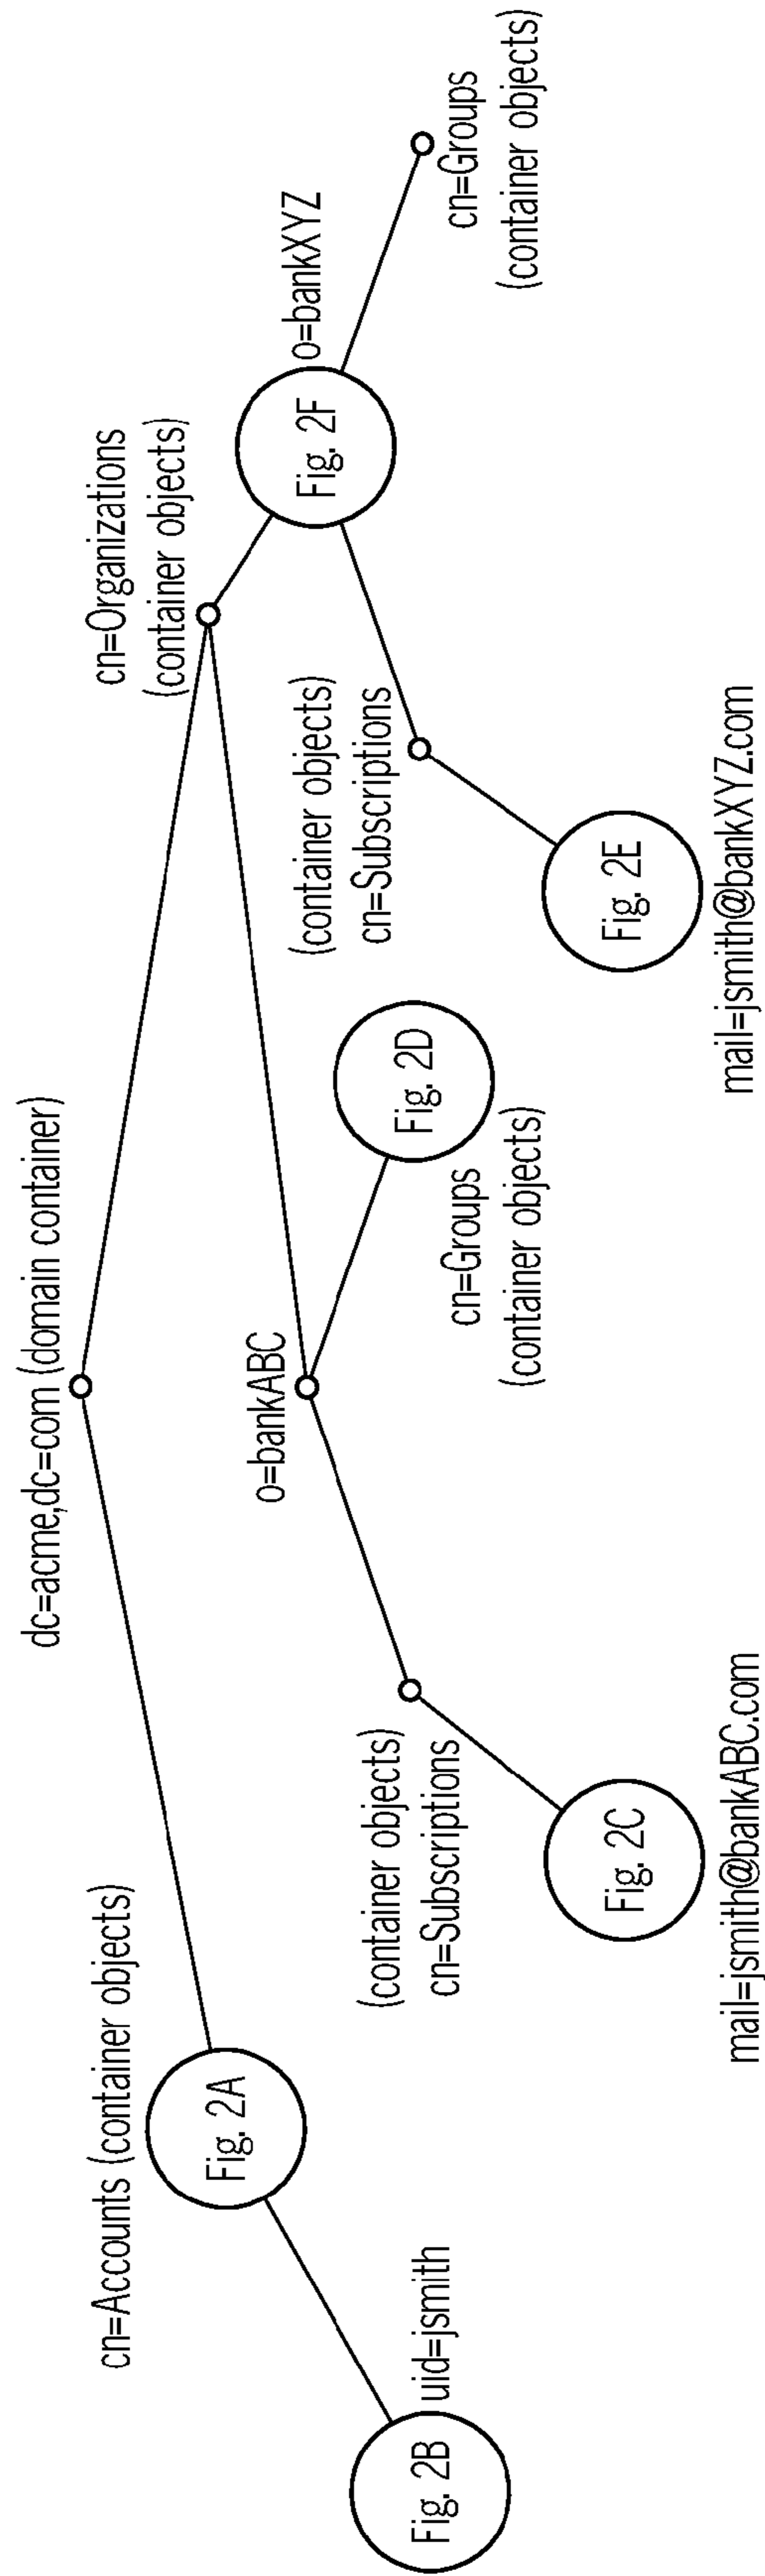 dc=acme,dc=com (domain container)
cn=Accounts (container objects)
Fig. 2A
Fig. 2B
uid=jsmith
cn=Organizations
(container objects)
o=bankABC
(container objects)
cn=Subscriptions
Fig. 2C
mail=jsmith@bankABC.com
Fig. 2D
cn=Groups
(container objects)
o=bankXYZ
Fig. 2F
(container objects)
cn=Subscriptions
Fig. 2E
mail=jsmith@bankXYZ.com
cn=Groups
(container objects)